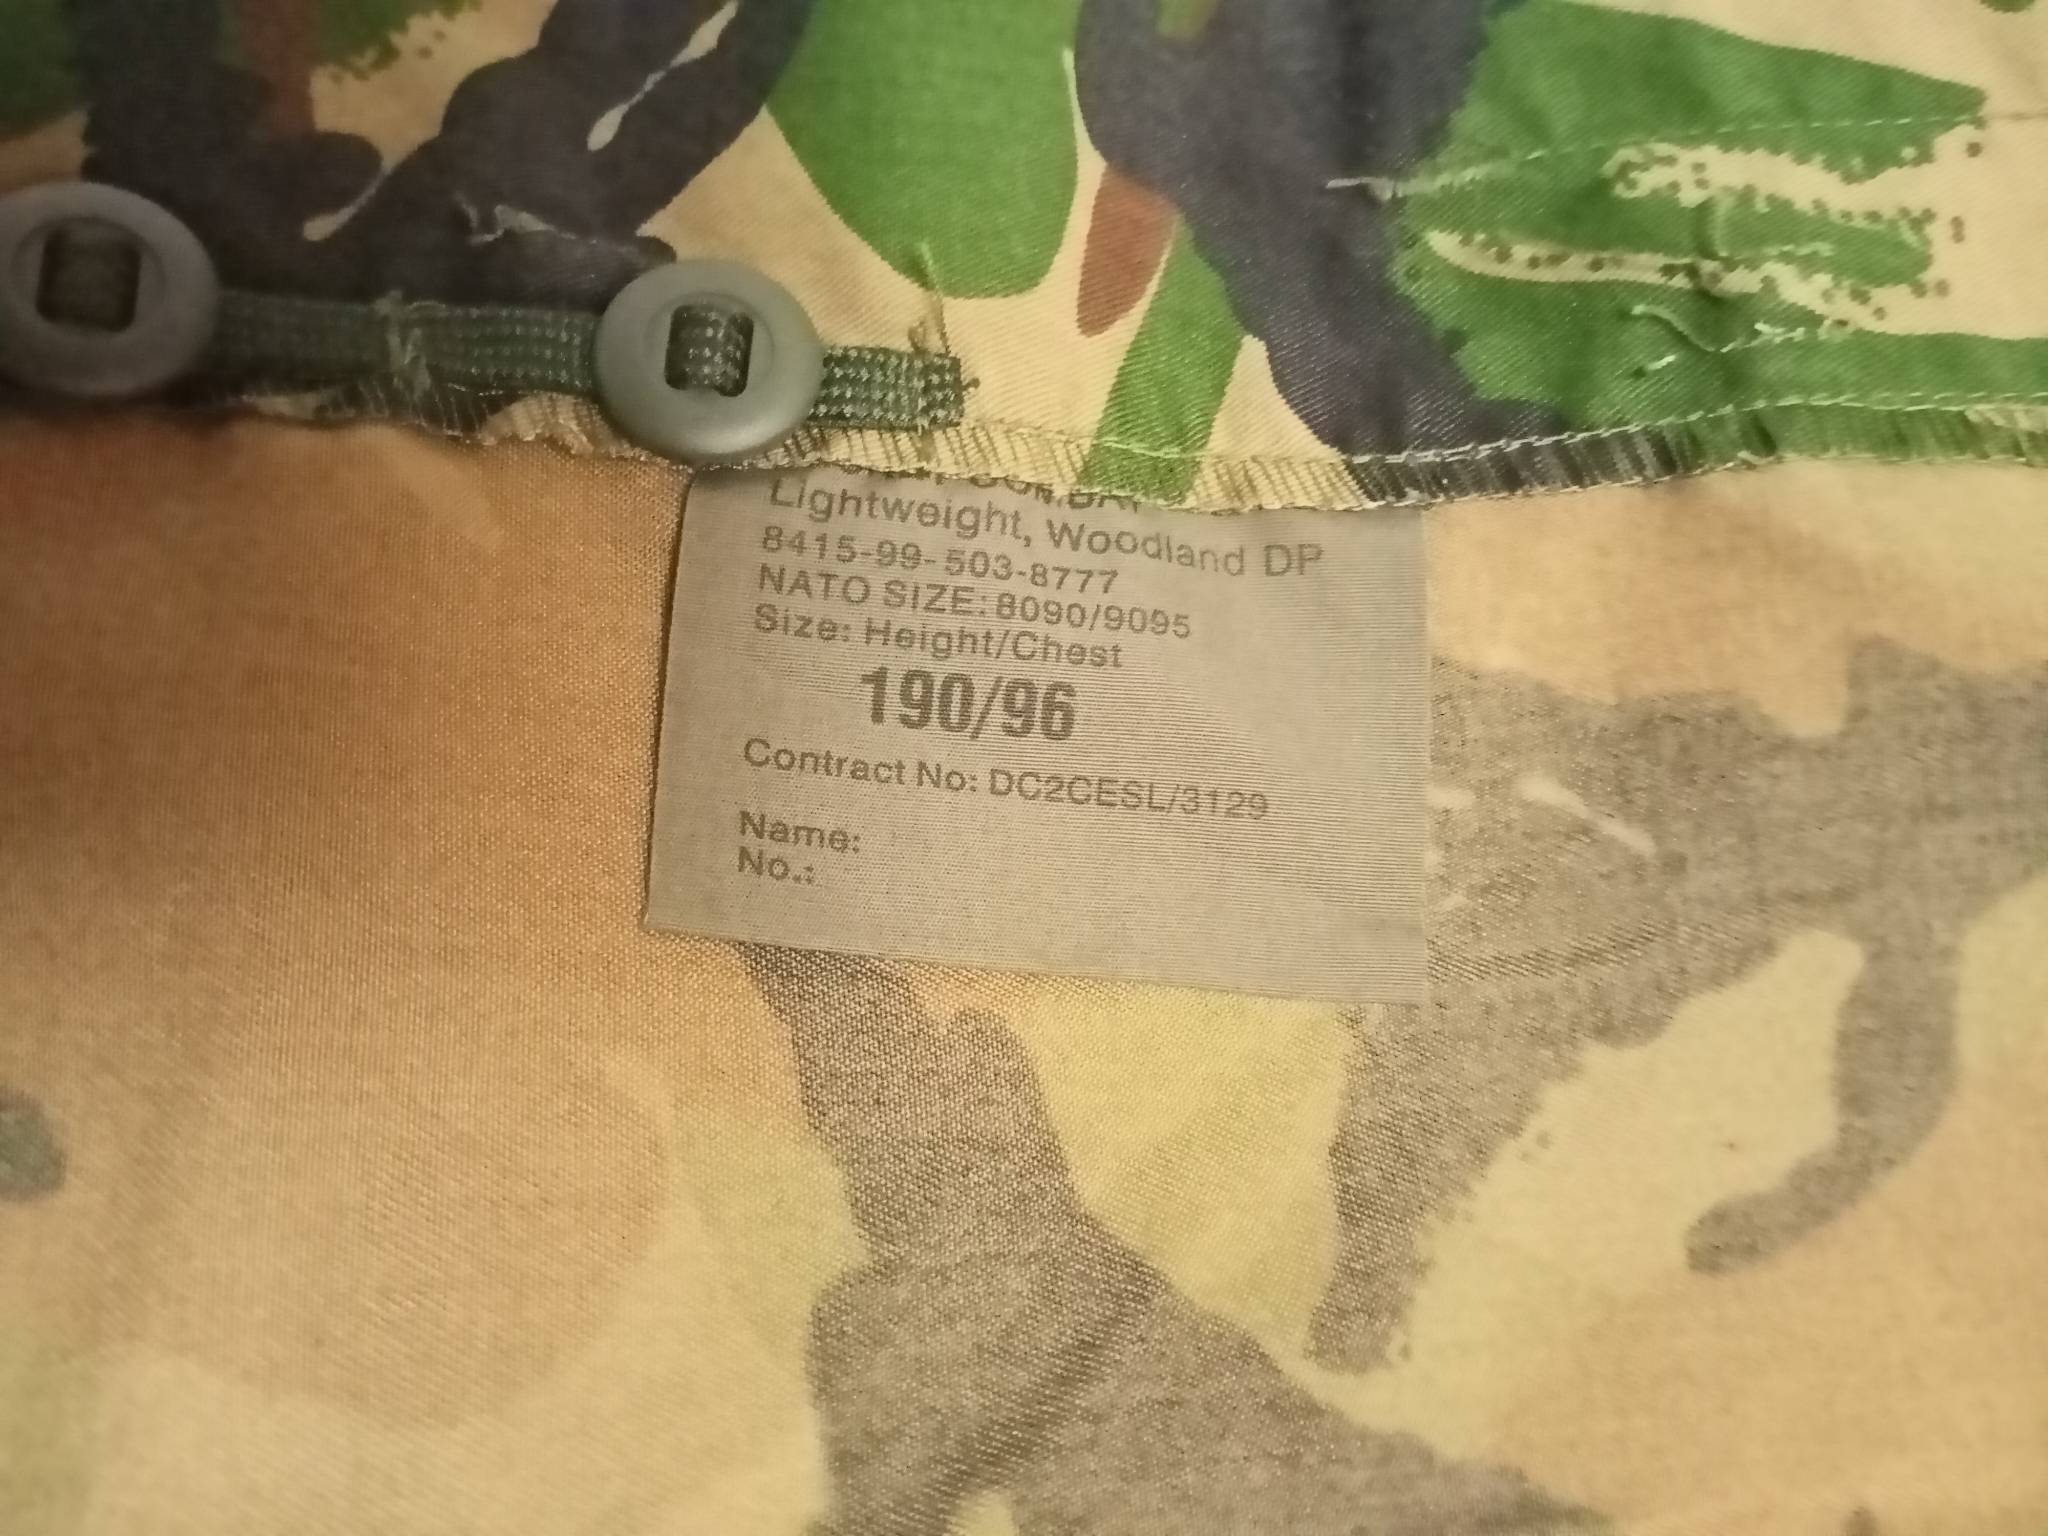 Lightweight, Woodland DP
8415-99-503-8777
NATO SIZE: 8090/9095
Size: Height/Chest
190/96
Contract No: DC2CESL/3129
Name:
No.: